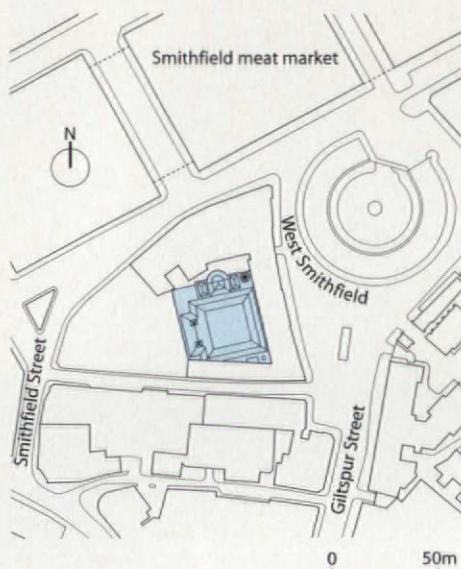 Smithfield meat market
N
West Smithfield
Smithfield Street
Giltspur Street
0 50m